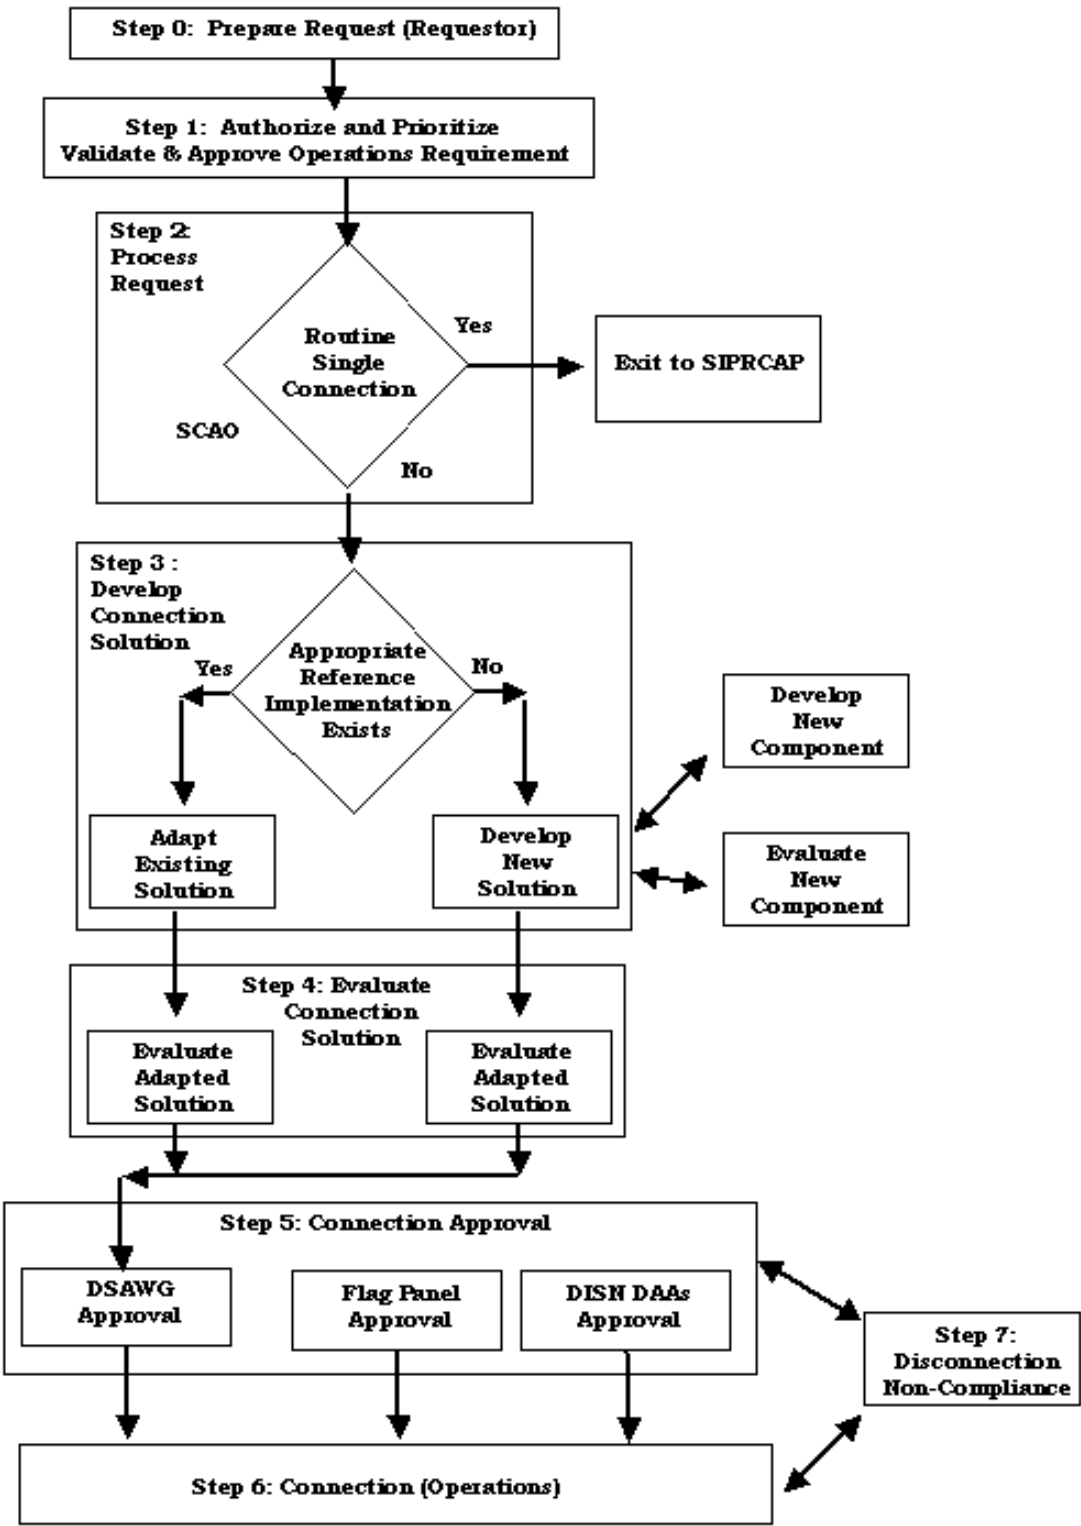 Step 0: Prepare Request (Requestor)
Step 1: Authorize and Prioritize
Validate & Approve Operations Requirement
Step 2:
Process
Request
Routine
Single
Connection
Yes
Exit to SIPRCAP
SCAO
No
Step 3 :
Develop
Connection
Solution
Appropriate
Reference
Implementation
Exists
Yes
No
Develop
New
Component
Adapt
Existing
Solution
Develop
New
Solution
Evaluate
New
Component
Step 4: Evaluate
Connection
Solution
Evaluate
Adapted
Solution
Evaluate
Adapted
Solution
Step 5: Connection Approval
DSAWG
Approval
Flag Panel
Approval
DISN DAAs
Approval
Step 7:
Disconnection
Non-Compliance
Step 6: Connection (Operations)